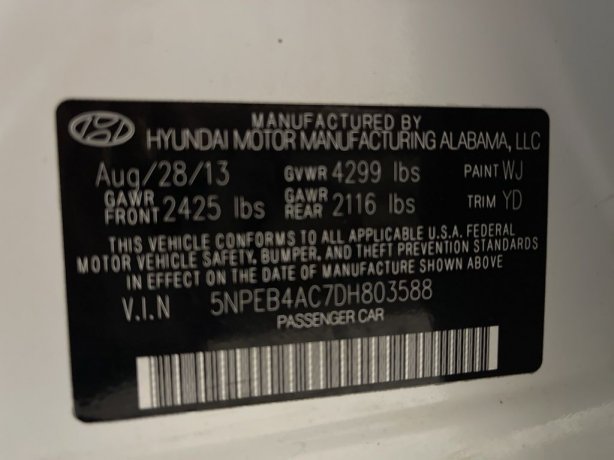 MANUFACTURED BY
HYUNDAI MOTOR MANUFACTURING ALABAMA, LLC
Aug/28/13 GVWR 4299 lbs PAINT WJ
GAWR FRONT 2425 lbs GAWR REAR 2116 lbs TRIM YD
THIS VEHICLE CONFORMS TO ALL APPLICABLE U.S.A. FEDERAL
MOTOR VEHICLE SAFETY, BUMPER, AND THEFT PREVENTION STANDARDS
IN EFFECT ON THE DATE OF MANUFACTURE SHOWN ABOVE
V.I.N 5NPEB4AC7DH803588
PASSENGER CAR